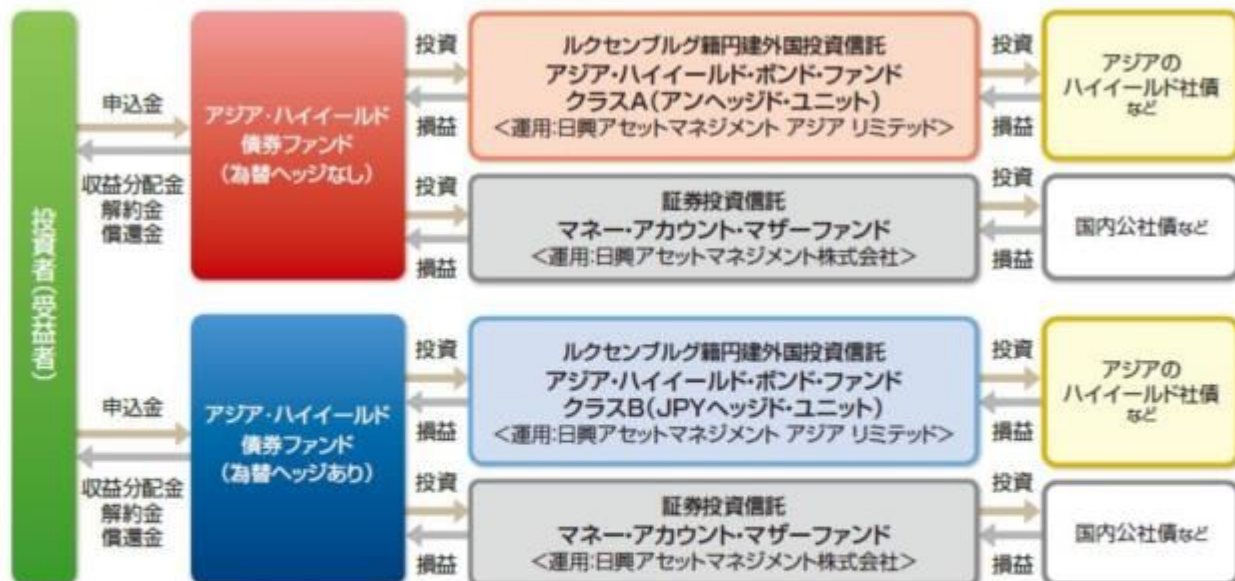 投資者(受益者)
申込金
収益分配金
解約金
償還金
アジア・ハイイールド
債券ファンド
(為替ヘッジなし)
投資
損益
ルクセンブルグ籍円建外国投資信託
アジア・ハイイールド・ボンド・ファンド
クラスA(アンヘッジド・ユニット)
<運用:日興アセットマネジメント アジア リミテッド>
投資
損益
アジアの
ハイイールド社債
など
投資
損益
証券投資信託
マネー・アカウント・マザーファンド
<運用:日興アセットマネジメント株式会社>
投資
損益
国内公社債など
申込金
収益分配金
解約金
償還金
アジア・ハイイールド
債券ファンド
(為替ヘッジあり)
投資
損益
ルクセンブルグ籍円建外国投資信託
アジア・ハイイールド・ボンド・ファンド
クラスB(JPYヘッジド・ユニット)
<運用:日興アセットマネジメント アジア リミテッド>
投資
損益
アジアの
ハイイールド社債
など
投資
損益
証券投資信託
マネー・アカウント・マザーファンド
<運用:日興アセットマネジメント株式会社>
投資
損益
国内公社債など